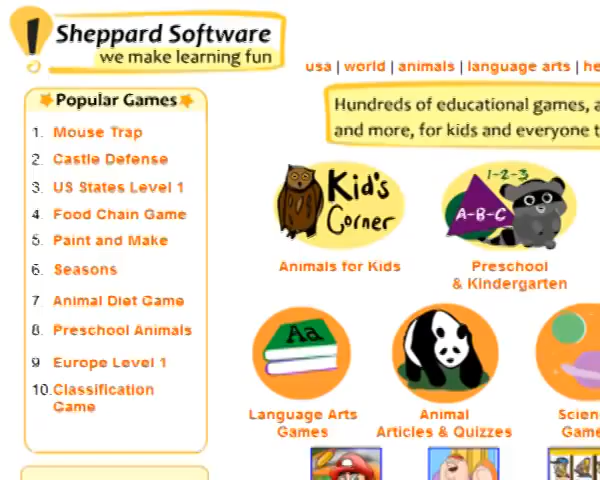 Sheppard Software
we make learning fun
usa | world | animals | language arts | he
Popular Games
Hundreds of educational games, a
and more, for kids and everyone t
1. Mouse Trap
2. Castle Defense
3. US States Level 1
4. Food Chain Game
5. Paint and Make
6. Seasons
7. Animal Diet Game
8. Preschool Animals
9 Europe Level 1
10. Classification
Game
Kid's
Corner
Animals for Kids
1-2-3
A-B-C
Preschool
& Kindergarten
Aa
Language Arts
Games
Animal
Articles & Quizzes
Scien
Game